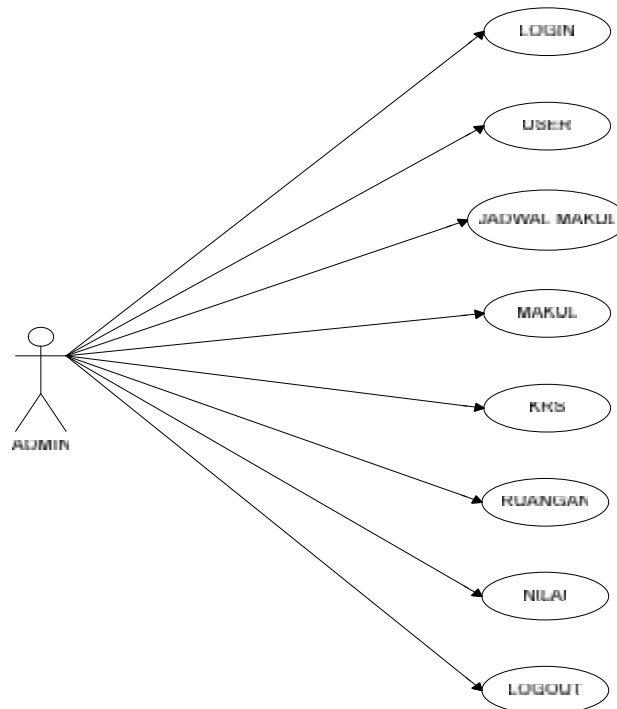 LOGIN
USER
JADWAL MAKUL
MAKUL
KRS
RUANGAN
NILAI
LOGOUT
ADMIN